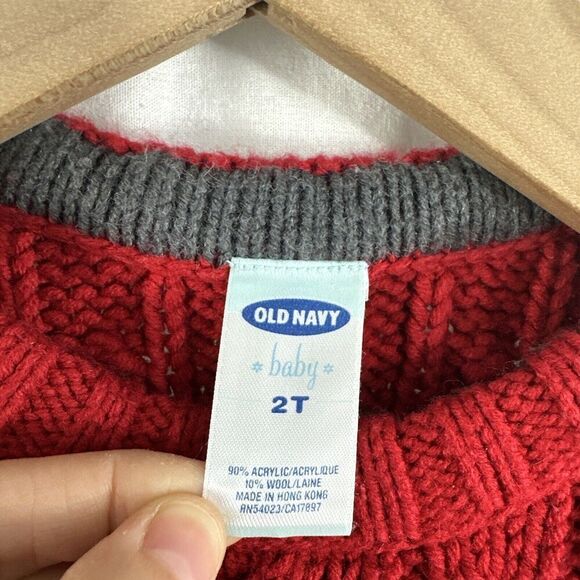 OLD NAVY
baby
2T
90% ACRYLIC/ACRYLIQUE
10% WOOL/LAINE
MADE IN HONG KONG
RN54023/CA17897